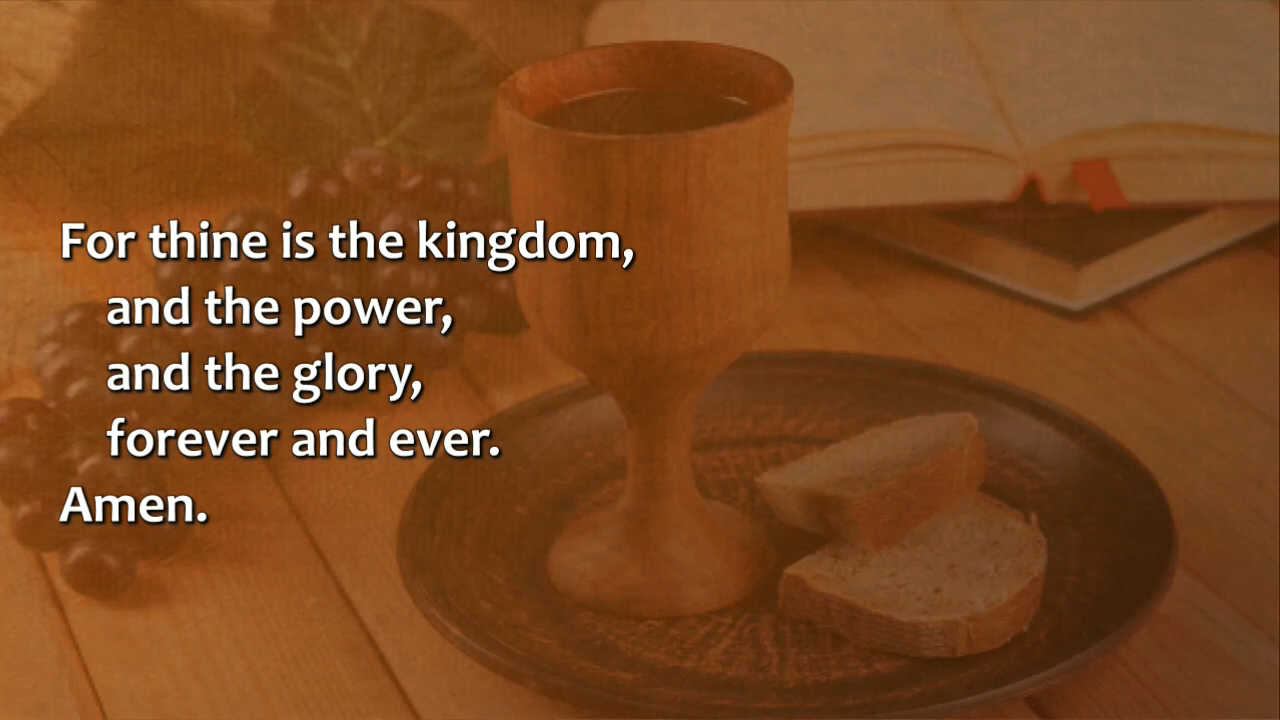 For thine is the kingdom,
and the power,
and the glory,
forever and ever.
Amen.